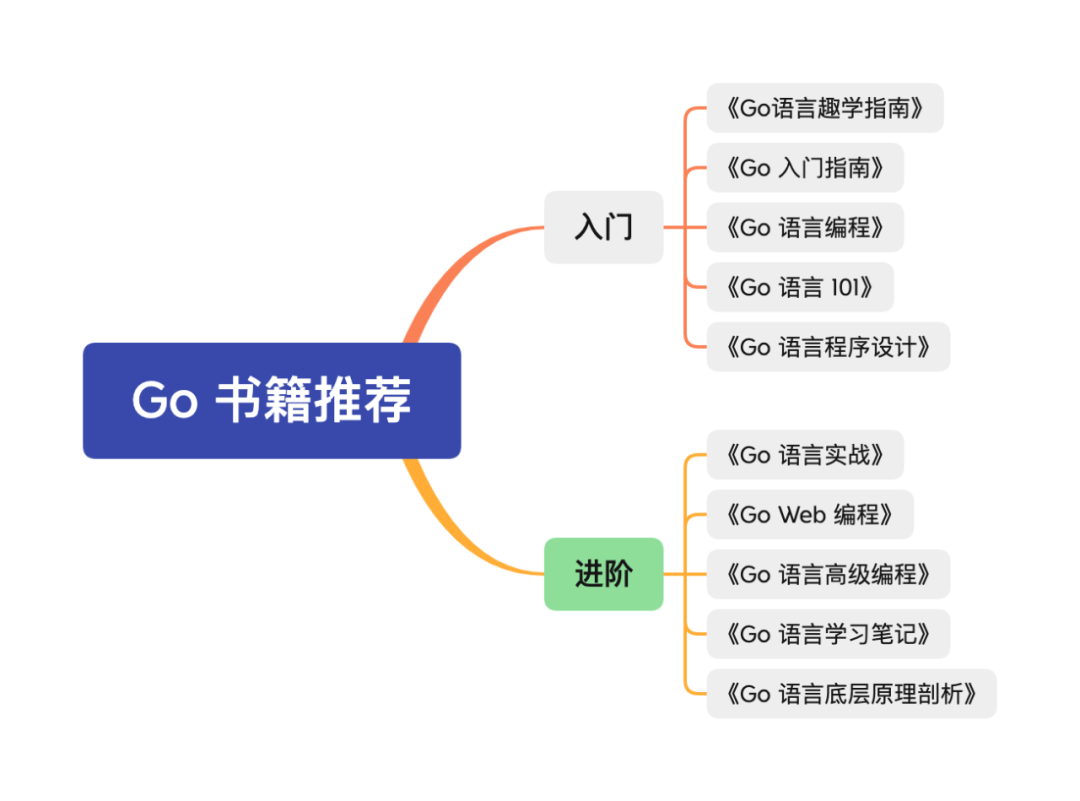 Go 书籍推荐
入门
《Go语言趣学指南》
《Go 入门指南》
《Go 语言编程》
《Go 语言 101》
《Go 语言程序设计》
进阶
《Go 语言实战》
《Go Web 编程》
《Go 语言高级编程》
《Go 语言学习笔记》
《Go 语言底层原理剖析》